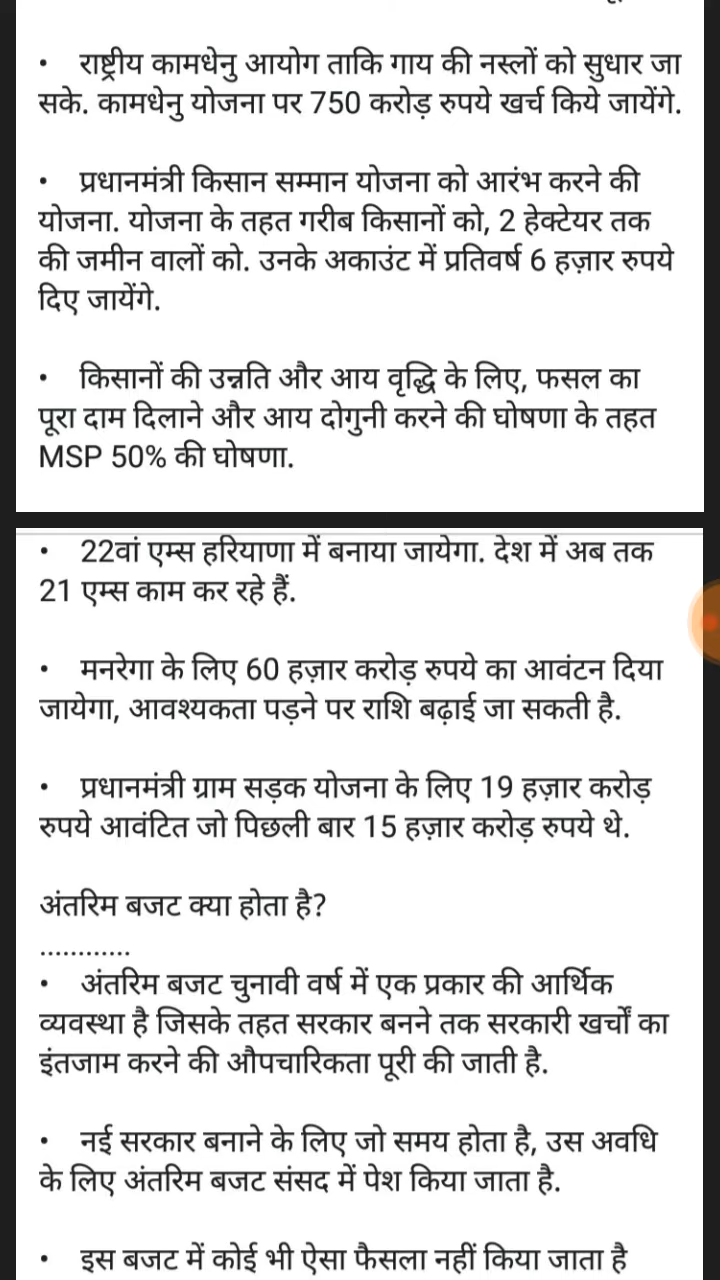 • राष्ट्रीय कामधेनु आयोग ताकि गाय की नस्लों को सुधार जा
सके. कामधेनु योजना पर 750 करोड़ रुपये खर्च किये जायेंगे.
• प्रधानमंत्री किसान सम्मान योजना को आरंभ करने की
योजना. योजना के तहत गरीब किसानों को, 2 हेक्टेयर तक
की जमीन वालों को. उनके अकाउंट में प्रतिवर्ष 6 हज़ार रुपये
दिए जायेंगे.
• किसानों की उन्नति और आय वृद्धि के लिए, फसल का
पूरा दाम दिलाने और आय दोगुनी करने की घोषणा के तहत
MSP 50% की घोषणा.
• 22वां एम्स हरियाणा में बनाया जायेगा. देश में अब तक
21 एम्स काम कर रहे हैं.
• मनरेगा के लिए 60 हज़ार करोड़ रुपये का आवंटन दिया
जायेगा, आवश्यकता पड़ने पर राशि बढ़ाई जा सकती है.
• प्रधानमंत्री ग्राम सड़क योजना के लिए 19 हज़ार करोड़
रुपये आवंटित जो पिछली बार 15 हज़ार करोड़ रुपये थे.
अंतरिम बजट क्या होता है?
............
• अंतरिम बजट चुनावी वर्ष में एक प्रकार की आर्थिक
व्यवस्था है जिसके तहत सरकार बनने तक सरकारी खर्चों का
इंतजाम करने की औपचारिकता पूरी की जाती है.
• नई सरकार बनाने के लिए जो समय होता है, उस अवधि
के लिए अंतरिम बजट संसद में पेश किया जाता है.
• इस बजट में कोई भी ऐसा फैसला नहीं किया जाता है